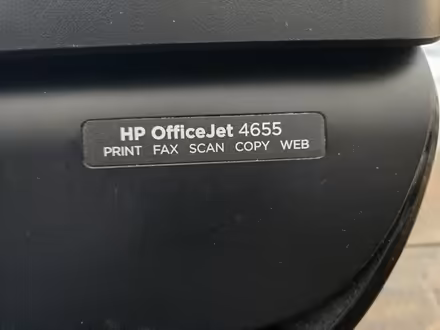 HP OfficeJet 4655
PRINT FAX SCAN COPY WEB